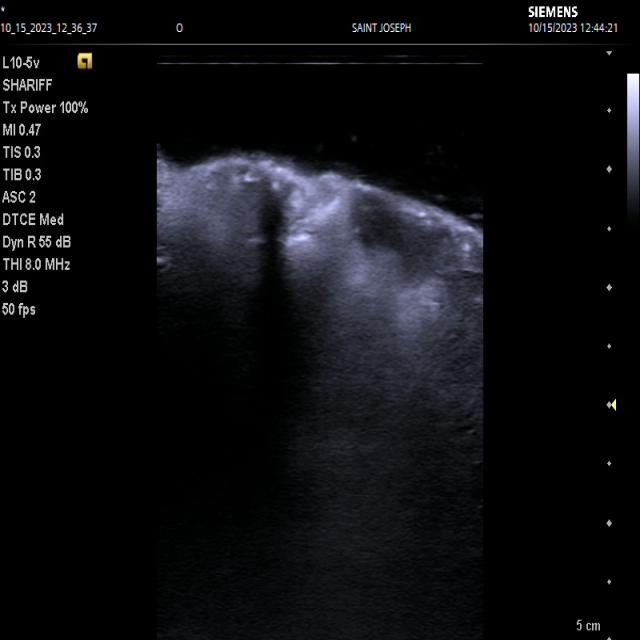 *
SIEMENS
10_15_2023_12_36_37 O SAINT JOSEPH 10/15/2023 12:44:21
L10-5v
SHARIFF
Tx Power 100%
MI 0.47
TIS 0.3
TIB 0.3
ASC 2
DTCE Med
Dyn R 55 dB
THI 8.0 MHz
3 dB
50 fps
5 cm